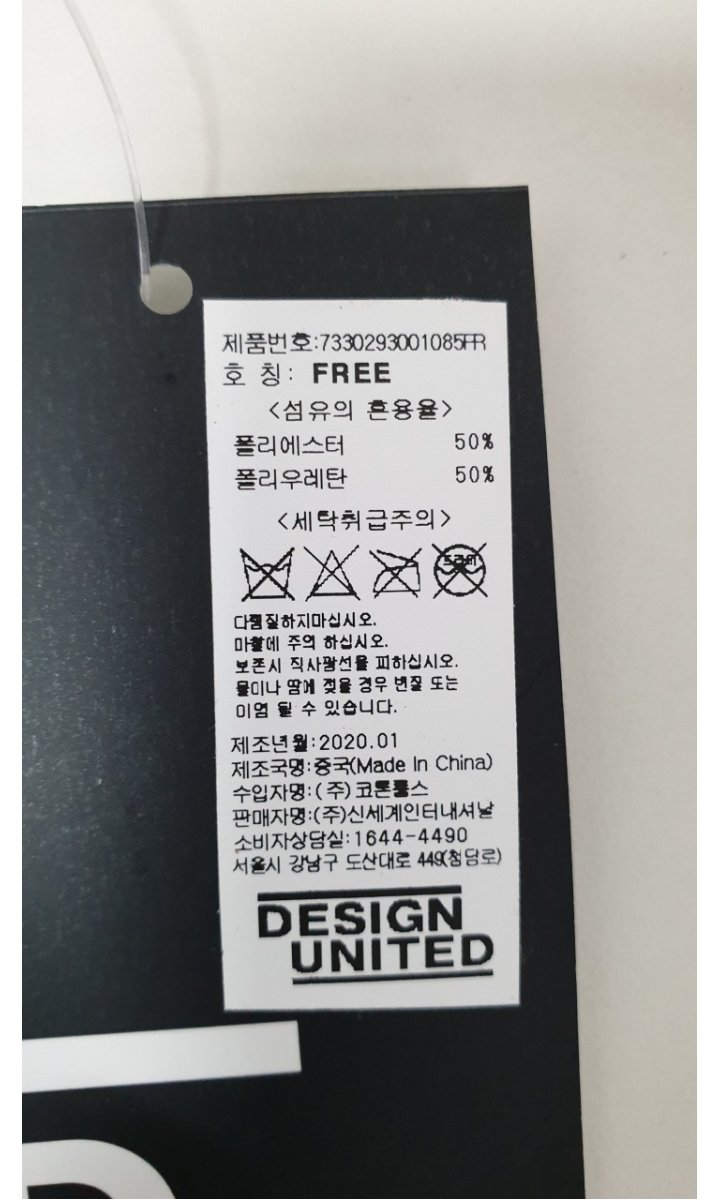 제품번호:7330293001085FR
호 칭: FREE
<섬유의 혼용율>
폴리에스터 50%
폴리우레탄 50%
<세탁취급주의>
드라이
다림질하지마십시오.
마찰에 주의 하십시오.
보존시 직사광선을 피하십시오.
물이나 땀에 젖을 경우 변질 또는
이염 될 수 있습니다.
제조년월:2020.01
제조국명:중국(Made In China)
수입자명:(주)코튼풀스
판매자명:(주)신세계인터내셔날
소비자상담실:1644-4490
서울시 강남구 도산대로 449(청담로)
DESIGN
UNITED